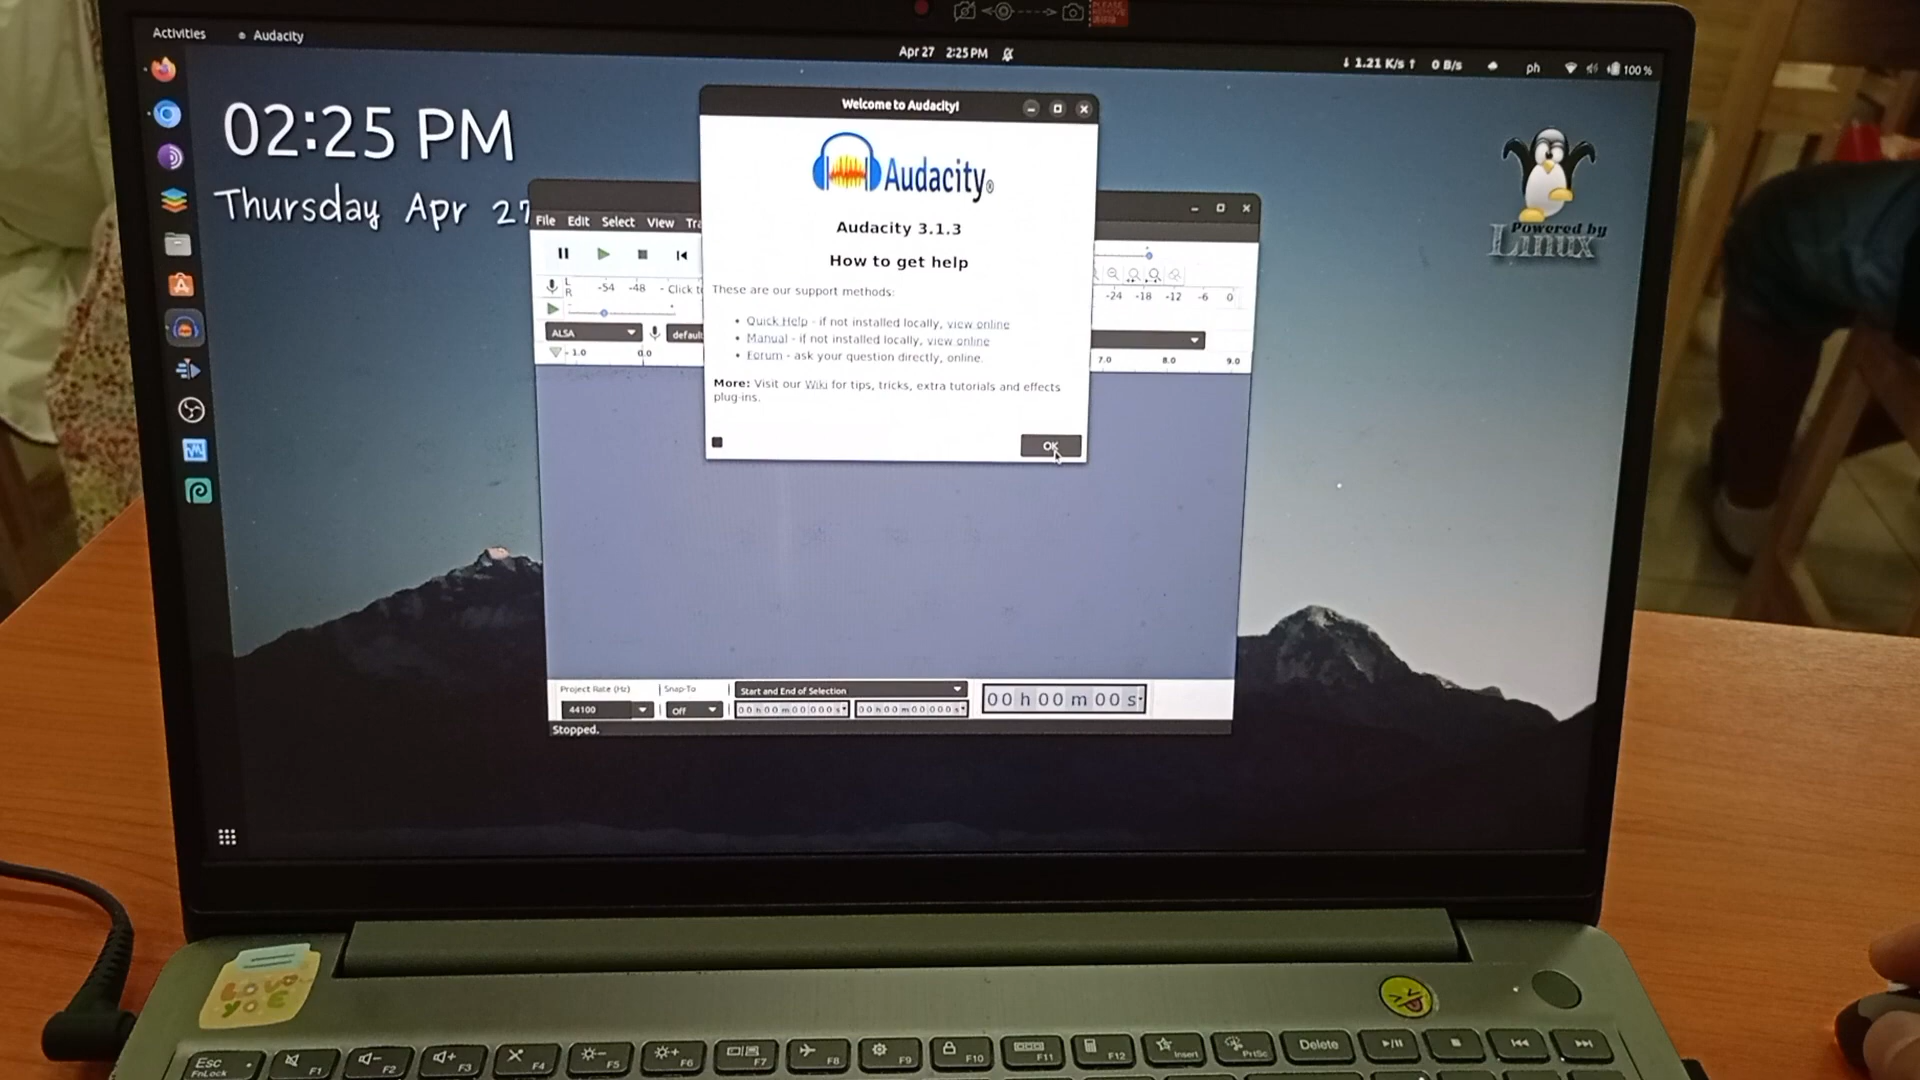 PLEASE REMOVE
Activities Audacity
Apr 27 2:25 PM
↓ 1.21 K/s ↑ 0 B/s
ph
100 %
02:25 PM
Thursday Apr 27
Powered by
Linux
Welcome to Audacity!
Audacity®
Audacity 3.1.3
How to get help
These are our support methods:
• Quick Help - if not installed locally, view online
• Manual - if not installed locally, view online
• Forum - ask your question directly, online.
More: Visit our Wiki for tips, tricks, extra tutorials and effects
plug-ins.
OK
File Edit Select View Tra
L
R
-54 -48 - Click to
-24 -18 -12 -6 0
ALSA
defaul
- 1.0 0.0
7.0 8.0 9.0
Project Rate (Hz) Snap-To
Start and End of Selection
44100 Off
00 h 00 m 00.000 s 00 h 00 m 00.000 s
00 h 00 m 00 s
Stopped.
LOVE
YOU
Esc
FnLock
F1
F2
F3
F4
F5
F6
F7
F8
F9
F10
F11
F12
Insert
PrtSc
Delete